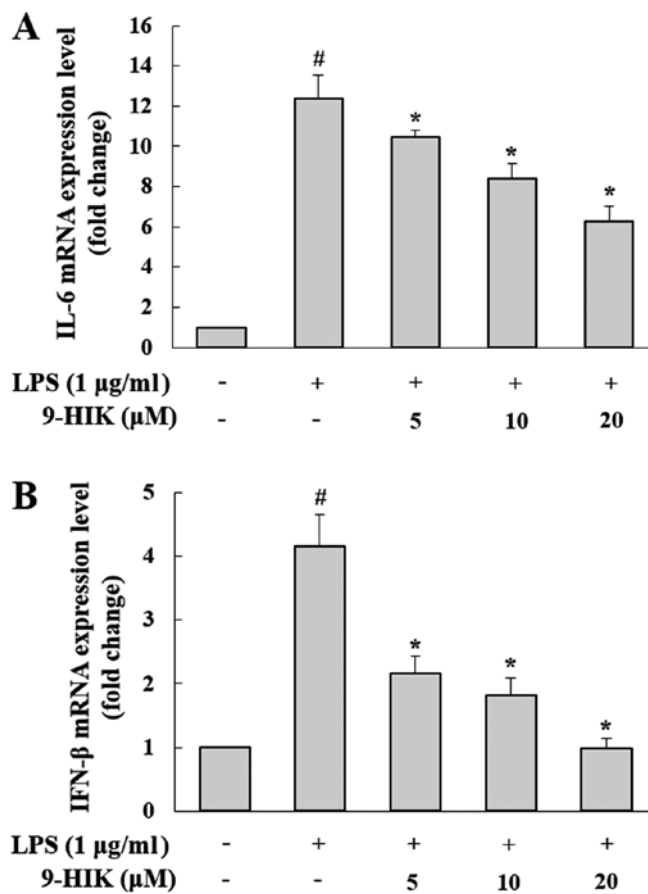 A
IL-6 mRNA expression level
(fold change)
16
14
12
10
8
6
4
2
0
#
*
*
*
LPS (1 μg/ml) - + + + +
9-HIK (μM) - - 5 10 20
B
IFN-β mRNA expression level
(fold change)
5
4
3
2
1
0
#
*
*
*
LPS (1 μg/ml) - + + + +
9-HIK (μM) - - 5 10 20